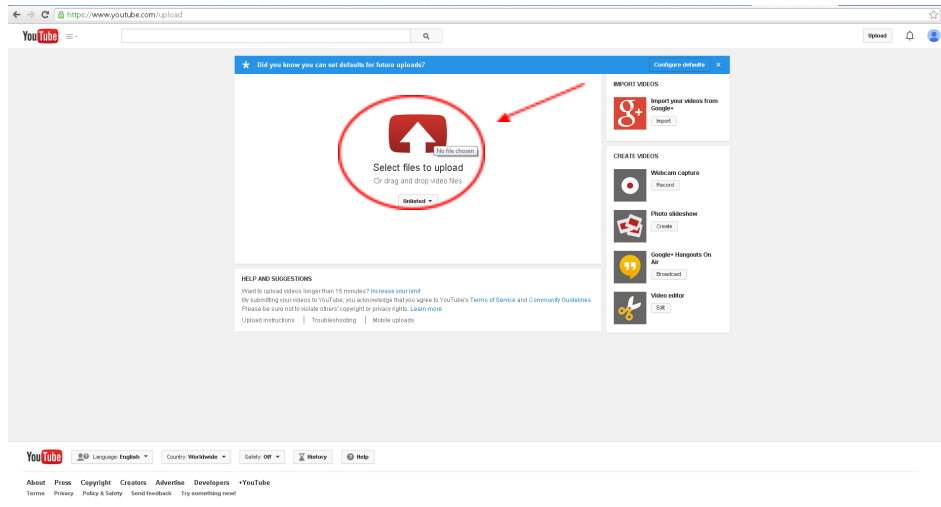 https://www.youtube.com/upload
YouTube
Upload
Did you know you can set defaults for future uploads?
Configure defaults ×
No file chosen
Select files to upload
Or drag and drop video files
Unlisted
IMPORT VIDEOS
Import your videos from
Google+
Import
CREATE VIDEOS
Webcam capture
Record
Photo slideshow
Create
Google+ Hangouts On
Air
Broadcast
Video editor
Edit
HELP AND SUGGESTIONS
Want to upload videos longer than 15 minutes? Increase your limit
By submitting your videos to YouTube, you acknowledge that you agree to YouTube's Terms of Service and Community Guidelines.
Please be sure not to violate others' copyright or privacy rights. Learn more
Upload instructions | Troubleshooting | Mobile uploads
YouTube Language: English Country: Worldwide Safety: Off History Help
About Press Copyright Creators Advertise Developers +YouTube
Terms Privacy Policy & Safety Send feedback Try something new!